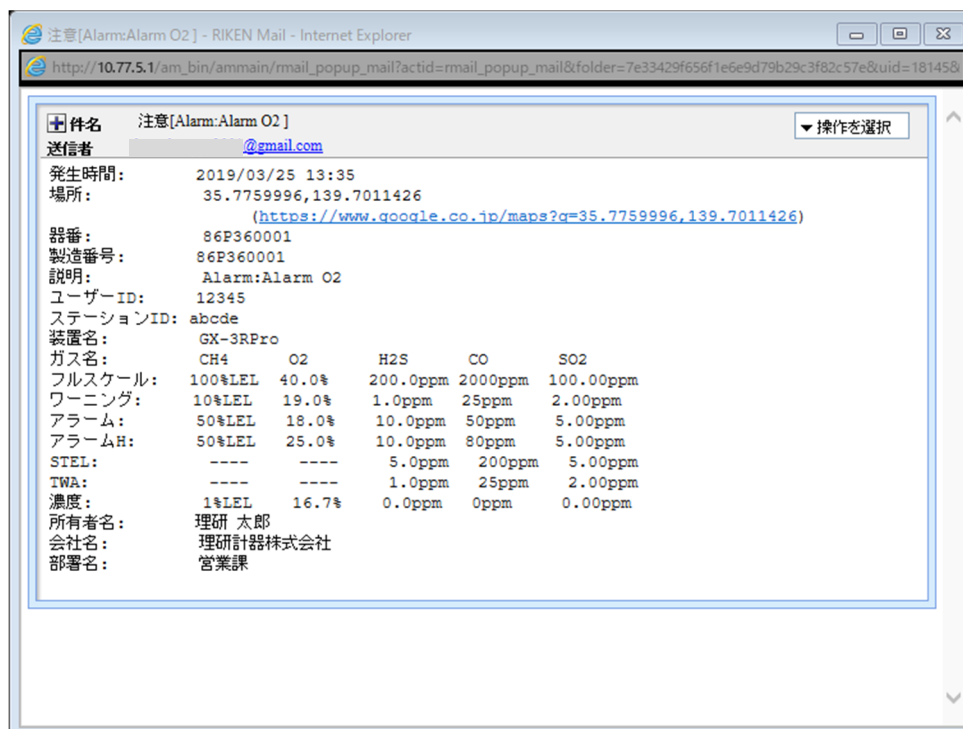 注意[Alarm:Alarm O2 ] - RIKEN Mail - Internet Explorer
http://10.77.5.1/am_bin/ammain/rmail_popup_mail?actid=rmail_popup_mail&folder=7e33429f656f1e6e9d79b29c3f82c57e&uid=18145&
件名 注意[Alarm:Alarm O2 ] 操作を選択
送信者 @gmail.com
発生時間: 2019/03/25 13:35
場所: 35.7759996,139.7011426
(https://www.google.co.jp/maps?q=35.7759996,139.7011426)
器番: 86P360001
製造番号: 86P360001
説明: Alarm:Alarm O2
ユーザーID: 12345
ステーションID: abcde
装置名: GX-3RPro
ガス名: CH4 O2 H2S CO SO2
フルスケール: 100%LEL 40.0% 200.0ppm 2000ppm 100.00ppm
ワーニング: 10%LEL 19.0% 1.0ppm 25ppm 2.00ppm
アラーム: 50%LEL 18.0% 10.0ppm 50ppm 5.00ppm
アラームH: 50%LEL 25.0% 10.0ppm 80ppm 5.00ppm
STEL: ---- ---- 5.0ppm 200ppm 5.00ppm
TWA: ---- ---- 1.0ppm 25ppm 2.00ppm
濃度: 1%LEL 16.7% 0.0ppm 0ppm 0.00ppm
所有者名: 理研 太郎
会社名: 理研計器株式会社
部署名: 営業課